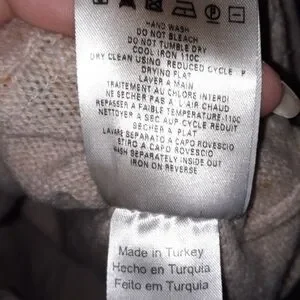 HAND WASH
DO NOT BLEACH
DO NOT TUMBLE DRY
COOL IRON 110C
DRY CLEAN USING REDUCED CYCLE P
DRYING FLAT
LAVER A MAIN
TRAITEMENT AU CHLORE INTERDI
NE SECHER PAS A L'AIR CHAUD
REPASSER A FAIBLE TEMPERATURE 110C
NETTOYER A SEC AUP CYCLE REDUIT
SECHER A PLAT
LAVARE SEPARATO A CAPO ROVESCIO
STIRO A CAPO ROVESCIO
WASH SEPARATELY INSIDE OUT
IRON ON REVERSE
Made in Turkey
Hecho en Turquia
Feito em Turquia